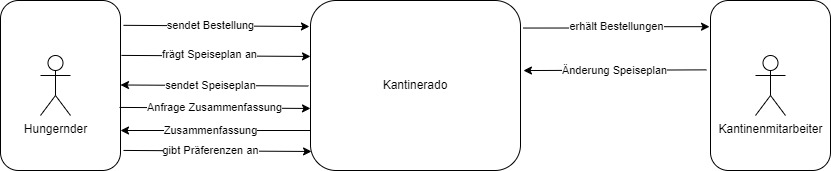 sendet Bestellung
frägt Speiseplan an
sendet Speiseplan
Anfrage Zusammenfassung
Zusammenfassung
gibt Präferenzen an
Hungernder
Kantinerado
erhält Bestellungen
Änderung Speiseplan
Kantinenmitarbeiter